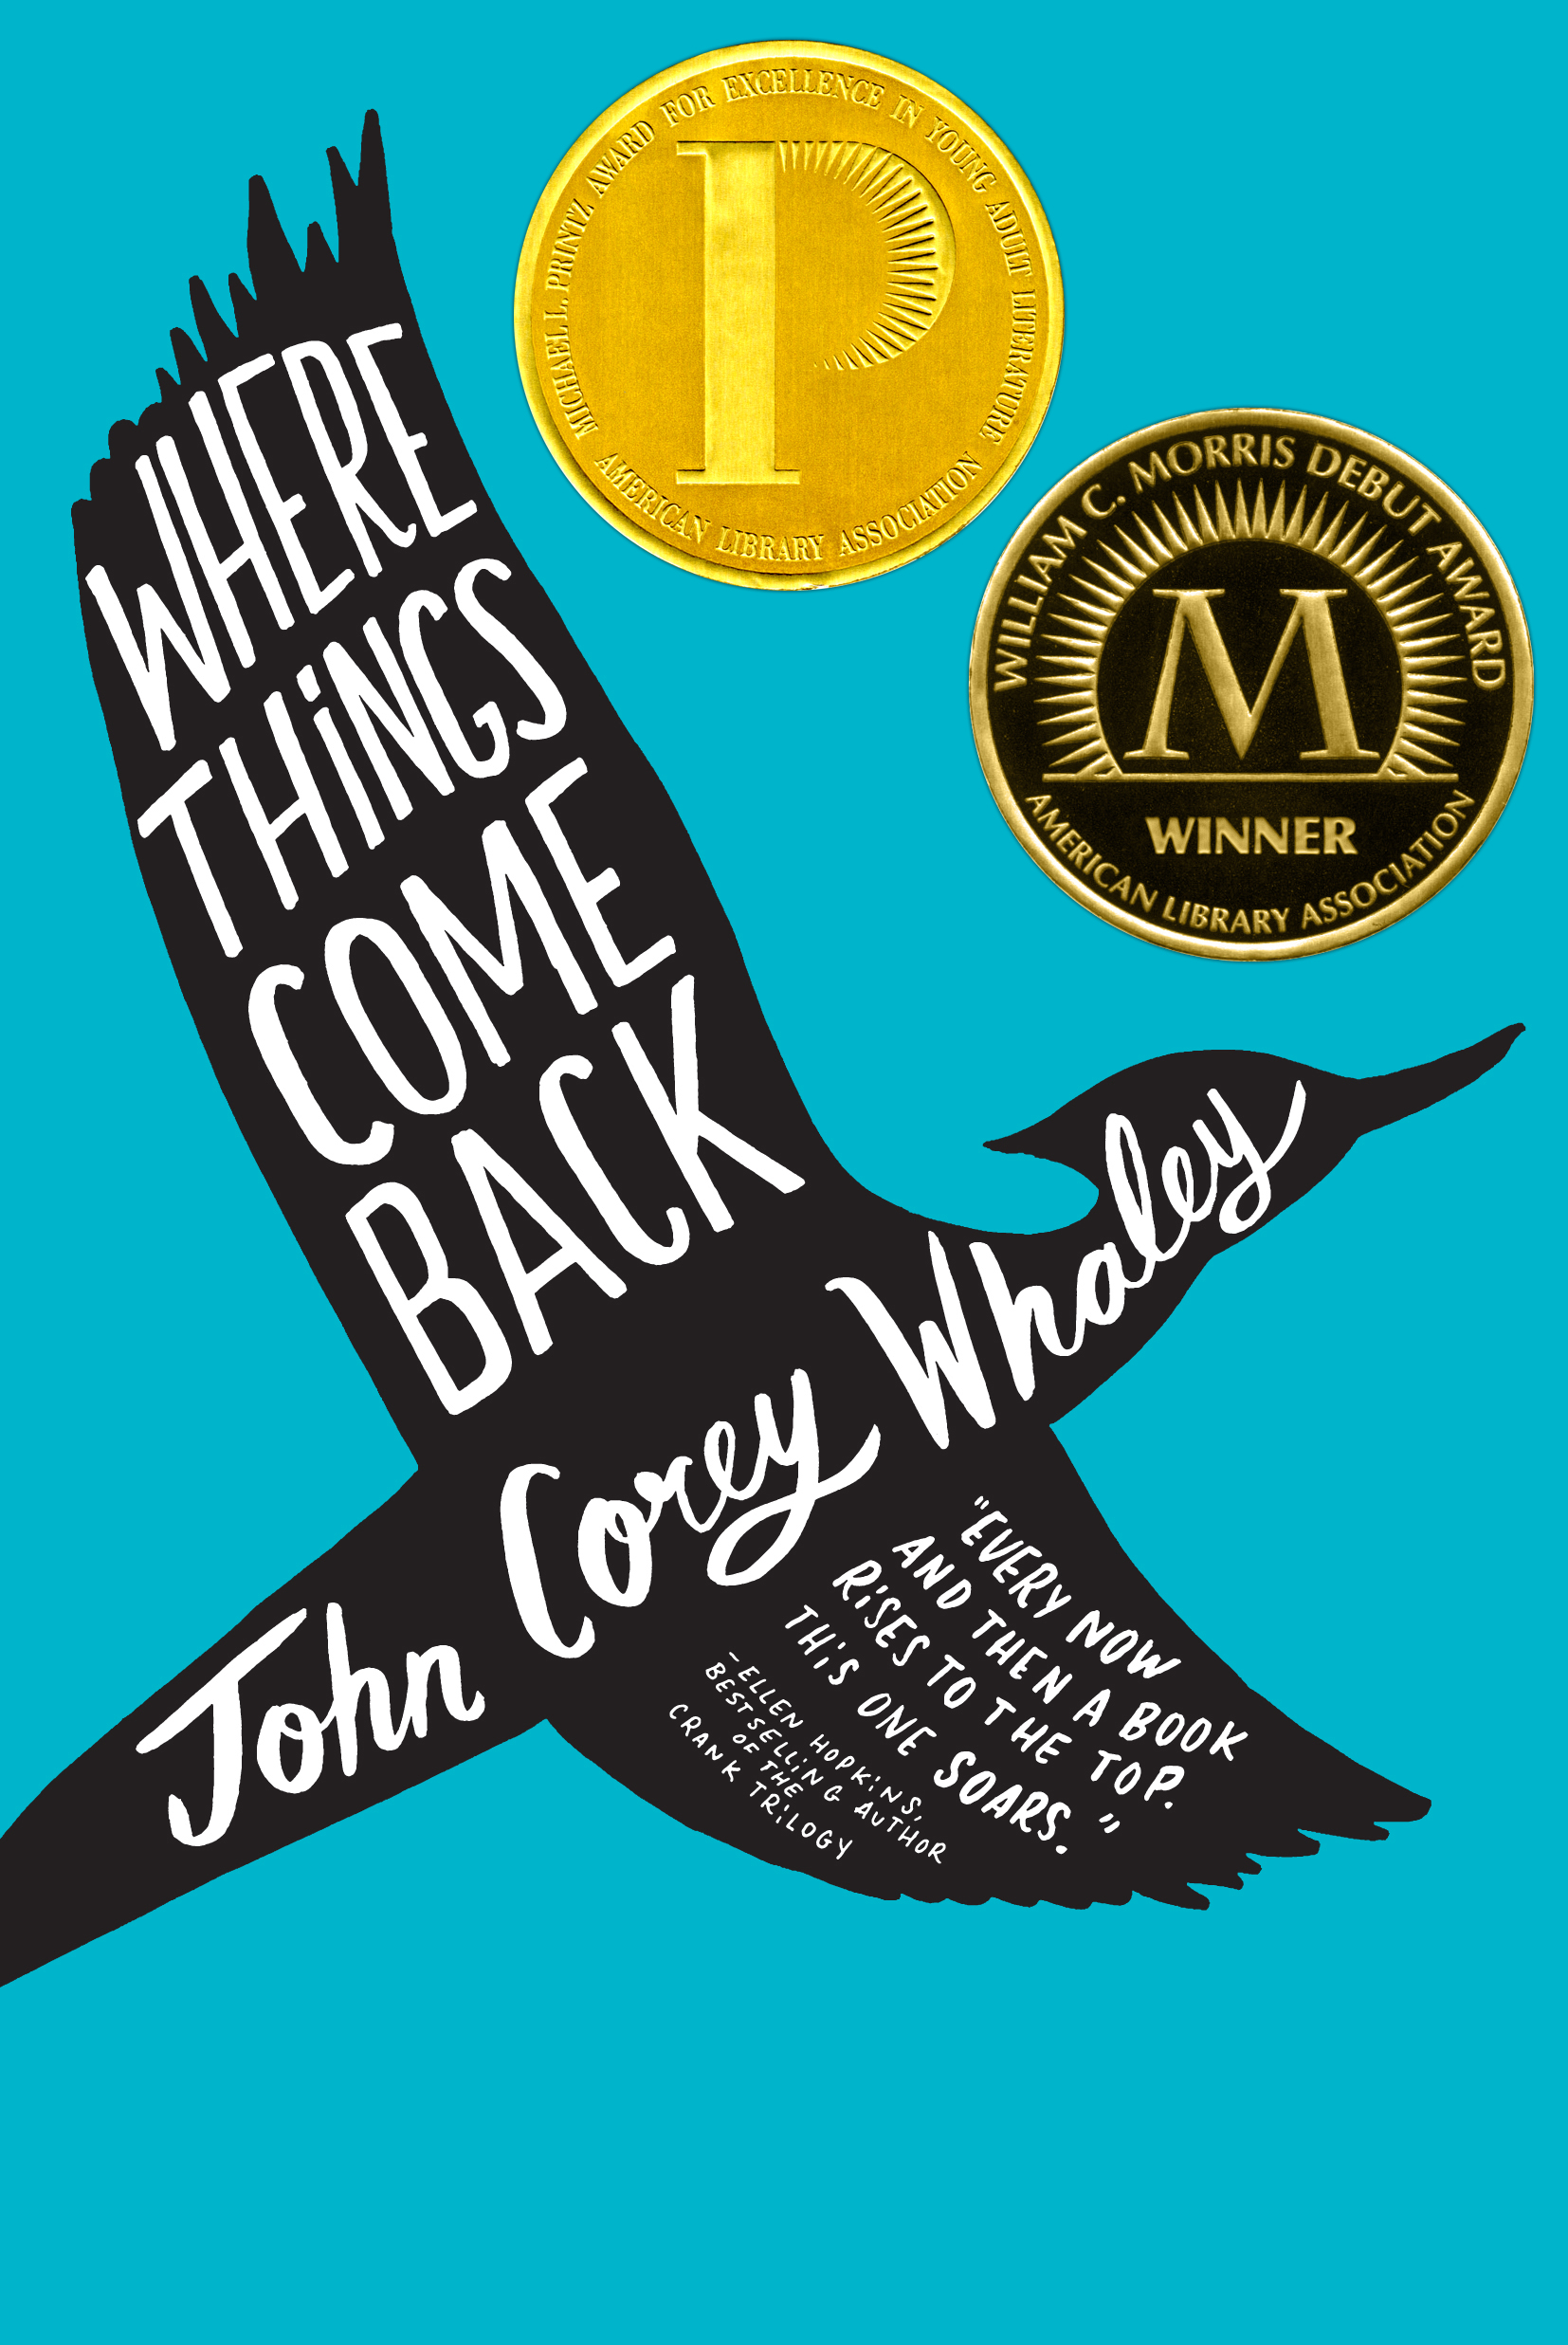 MICHAEL L. PRINTZ AWARD FOR EXCELLENCE IN YOUNG ADULT LITERATURE
P
AMERICAN LIBRARY ASSOCIATION
WILLIAM C. MORRIS DEBUT AWARD
M
WINNER
AMERICAN LIBRARY ASSOCIATION
WHERE
THiNGS
COME
BACK
John Corey Whaley
"EVERY NOW
AND THEN A BOOK
RiSES TO THE TOP.
THiS ONE SOARS."
–ELLEN HOPKiNS,
BESTSELLiNG AUTHOR
OF THE
CRANK TRiLOGY